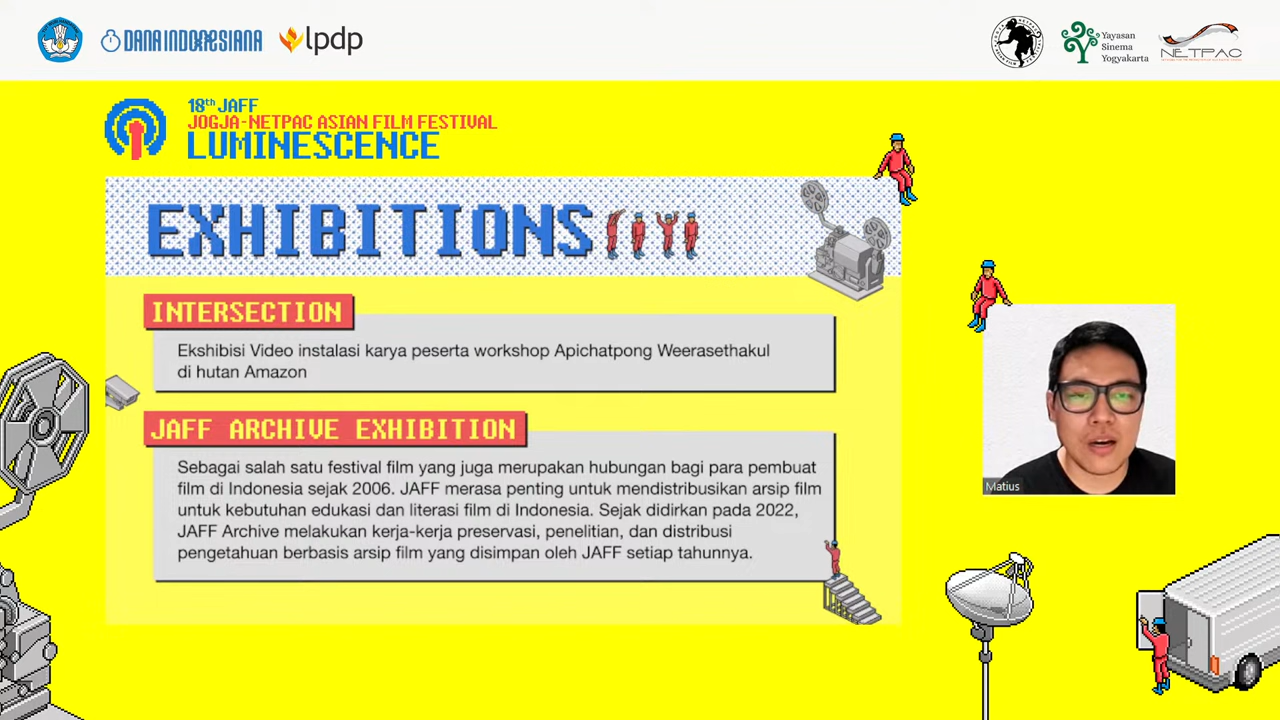 DANA INDONESIANA
lpdp
Yayasan
Sinema
Yogyakarta
NETPAC
18th JAFF
JOGJA-NETPAC ASIAN FILM FESTIVAL
LUMINESCENCE
EXHIBITIONS
INTERSECTION
Ekshibisi Video instalasi karya peserta workshop Apichatpong Weerasethakul
di hutan Amazon
JAFF ARCHIVE EXHIBITION
Sebagai salah satu festival film yang juga merupakan hubungan bagi para pembuat
film di Indonesia sejak 2006. JAFF merasa penting untuk mendistribusikan arsip film
untuk kebutuhan edukasi dan literasi film di Indonesia. Sejak didirkan pada 2022,
JAFF Archive melakukan kerja-kerja preservasi, penelitian, dan distribusi
pengetahuan berbasis arsip film yang disimpan oleh JAFF setiap tahunnya.
Matius